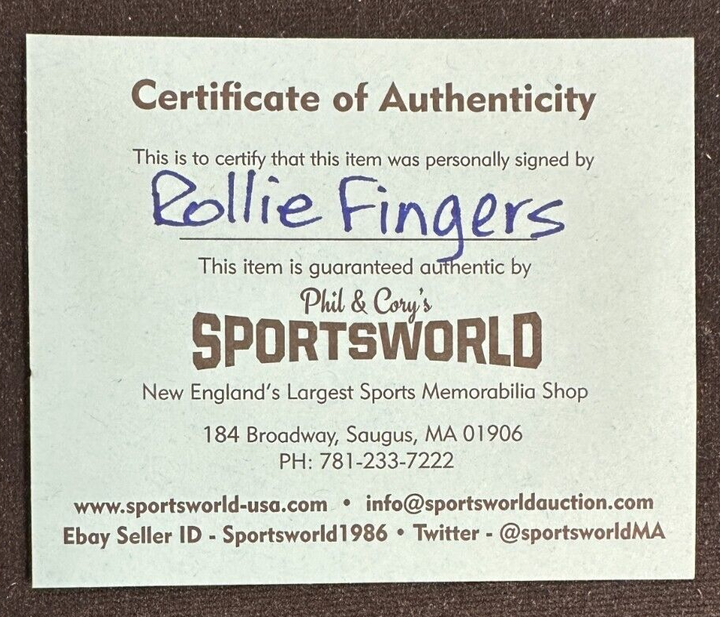 Certificate of Authenticity
This is to certify that this item was personally signed by
Rollie Fingers
This item is guaranteed authentic by
Phil & Cory's
SPORTSWORLD
New England's Largest Sports Memorabilia Shop
184 Broadway, Saugus, MA 01906
PH: 781-233-7222
www.sportsworld-usa.com • info@sportsworldauction.com
Ebay Seller ID - Sportsworld1986 • Twitter - @sportsworldMA